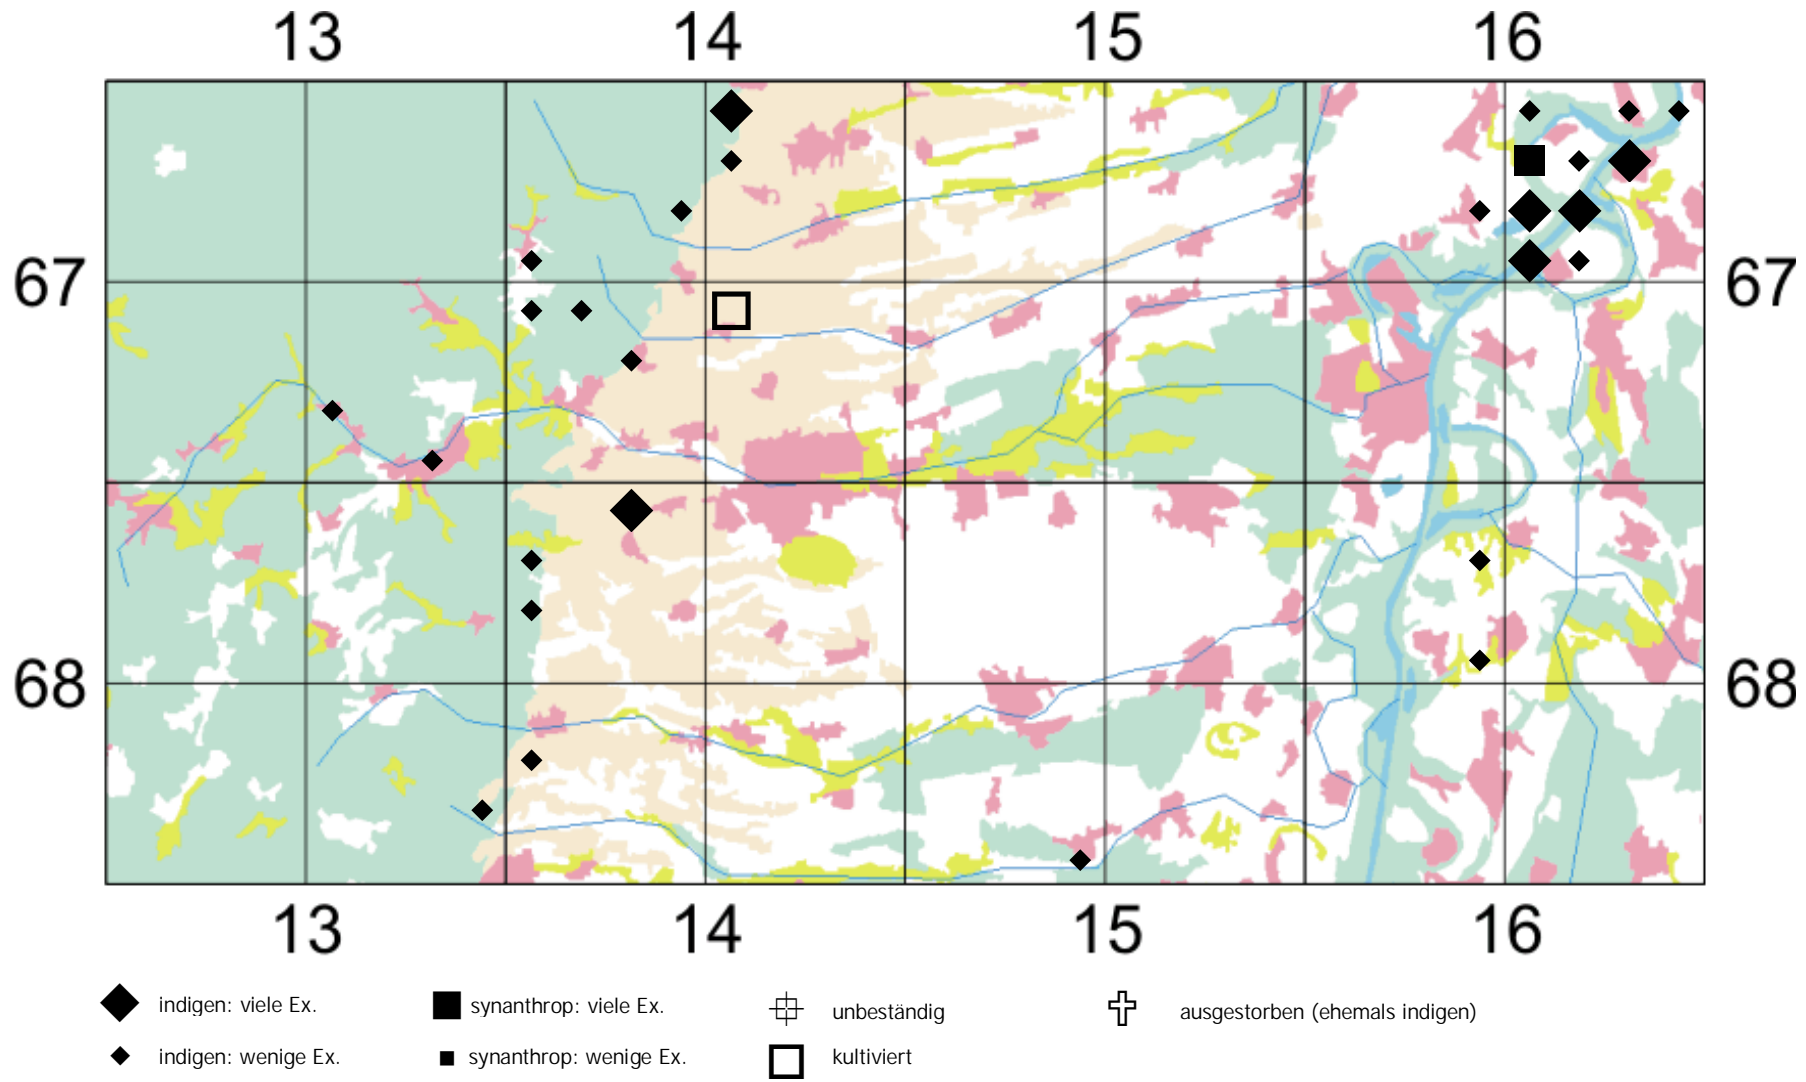 13 14 15 16
67 67
68 68
13 14 15 16
indigen: viele Ex. synanthrop: viele Ex. unbeständig ausgestorben (ehemals indigen)
indigen: wenige Ex. synanthrop: wenige Ex. kultiviert